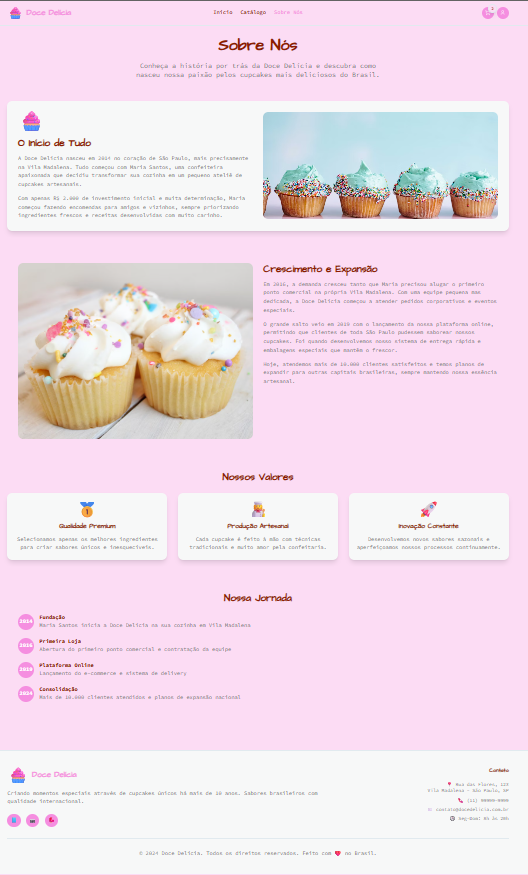 Doce Delícia
Início Catálogo Sobre nós
3
Sobre Nós
Conheça a história por trás da Doce Delícia e descubra como
nasceu nossa paixão pelos cupcakes mais deliciosos do Brasil.
O Início de Tudo
A Doce Delícia nasceu em 2014 no coração de São Paulo, mais precisamente
na Vila Madalena. Tudo começou com Maria Santos, uma confeiteira
apaixonada que decidiu transformar sua cozinha em um pequeno ateliê de
cupcakes artesanais.
Com apenas R$ 2.000 de investimento inicial e muita determinação, Maria
começou fazendo encomendas para amigos e vizinhos, sempre priorizando
ingredientes frescos e receitas desenvolvidas com muito carinho.
Crescimento e Expansão
Em 2016, a demanda cresceu tanto que Maria precisou alugar o primeiro
ponto comercial na própria Vila Madalena. Com uma equipe pequena mas
dedicada, a Doce Delícia começou a atender pedidos corporativos e eventos
especiais.
O grande salto veio em 2019 com o lançamento da nossa plataforma online,
permitindo que clientes de toda São Paulo pudessem saborear nossos
cupcakes. Foi quando desenvolvemos nosso sistema de entrega rápida e
embalagens especiais que mantêm o frescor.
Hoje, atendemos mais de 10.000 clientes satisfeitos e temos planos de
expandir para outras capitais brasileiras, sempre mantendo nossa essência
artesanal.
Nossos Valores
Qualidade Premium
Selecionamos apenas os melhores ingredientes
para criar sabores únicos e inesquecíveis.
Produção Artesanal
Cada cupcake é feito à mão com técnicas
tradicionais e muito amor pela confeitaria.
Inovação Constante
Desenvolvemos novos sabores sazonais e
aperfeiçoamos nossos processos continuamente.
Nossa Jornada
2014
Fundação
Maria Santos inicia a Doce Delícia na sua cozinha em Vila Madalena
2016
Primeira Loja
Abertura do primeiro ponto comercial e contratação da equipe
2019
Plataforma Online
Lançamento do e-commerce e sistema de delivery
2024
Consolidação
Mais de 10.000 clientes atendidos e planos de expansão nacional
Doce Delícia
Criando momentos especiais através de cupcakes únicos há mais de 10 anos. Sabores brasileiros com
qualidade internacional.
Contato
Rua das Flores, 123
Vila Madalena - São Paulo, SP
(11) 99999-9999
contato@docedelicia.com.br
Seg-Dom: 8h às 20h
© 2024 Doce Delícia. Todos os direitos reservados. Feito com no Brasil.